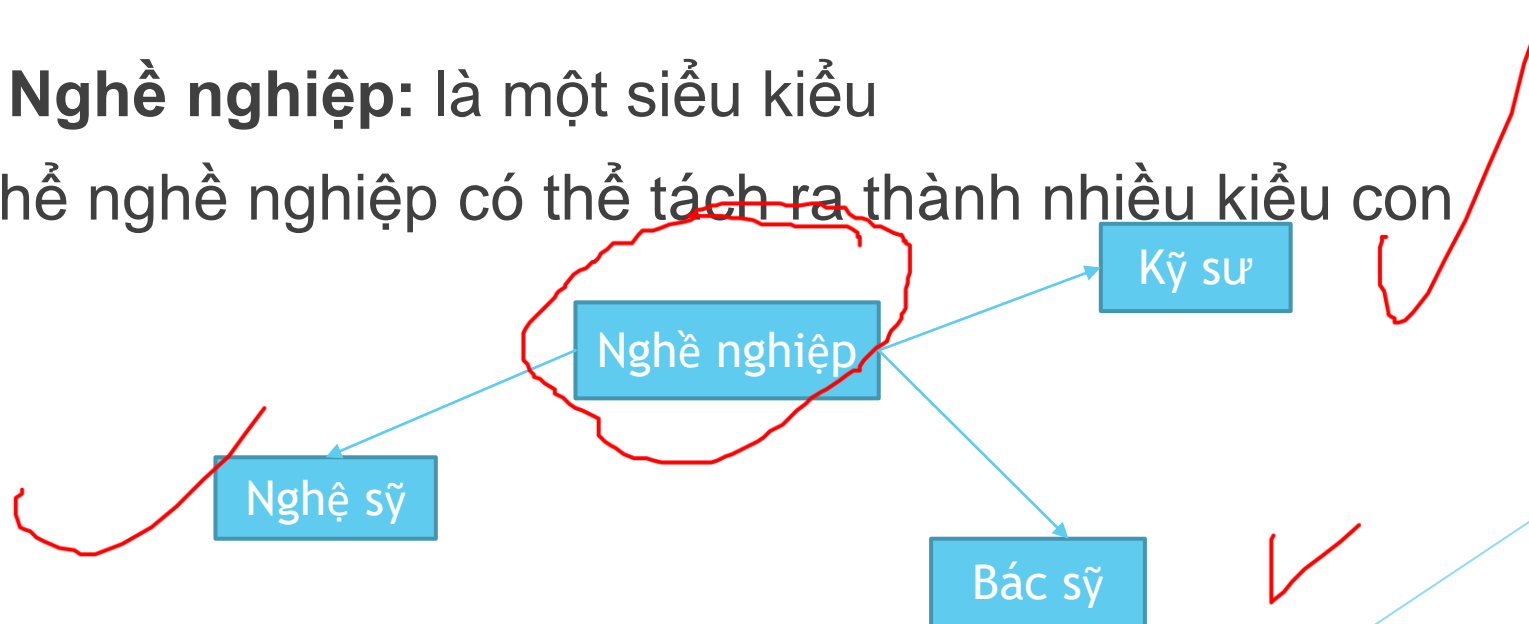 Nghề nghiệp: là một siểu kiểu
hể nghề nghiệp có thể tách ra thành nhiều kiểu con
Kỹ sư
Nghề nghiệp
Nghệ sỹ
Bác sỹ